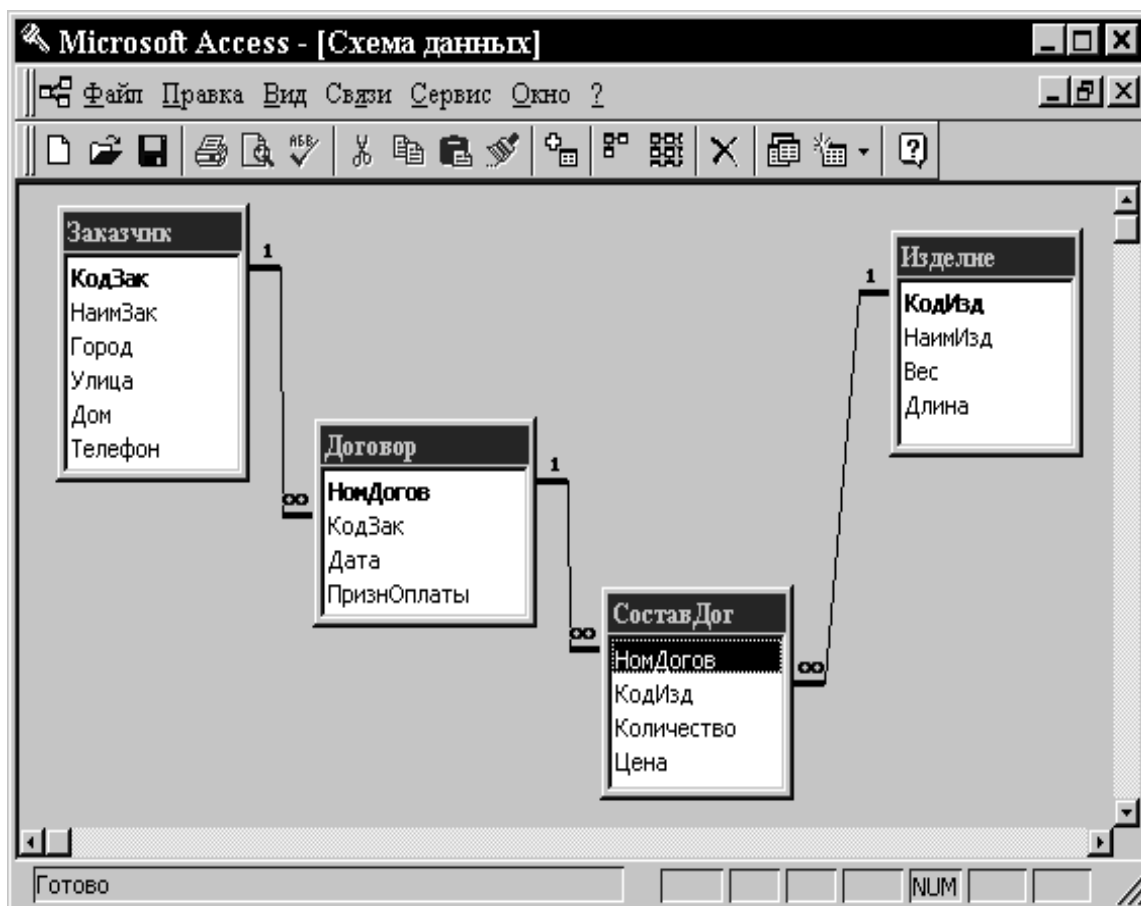 Microsoft Access - [Схема данных]
Файл Правка Вид Связи Сервис Окно ?
АБВ
Заказчик
КодЗак
НаимЗак
Город
Улица
Дом
Телефон
1
∞
Договор
НомДогов
КодЗак
Дата
ПризнОплаты
1
∞
СоставДог
НомДогов
КодИзд
Количество
Цена
Изделие
КодИзд
НаимИзд
Вес
Длина
1
∞
Готово
NUM